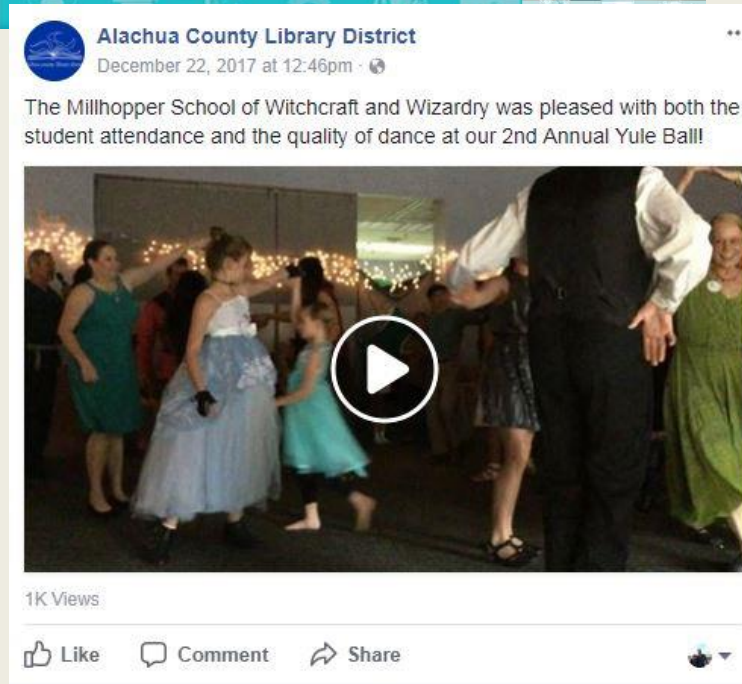 Alachua County Library District
December 22, 2017 at 12:46pm ·
The Millhopper School of Witchcraft and Wizardry was pleased with both the
student attendance and the quality of dance at our 2nd Annual Yule Ball!
1K Views
Like Comment Share